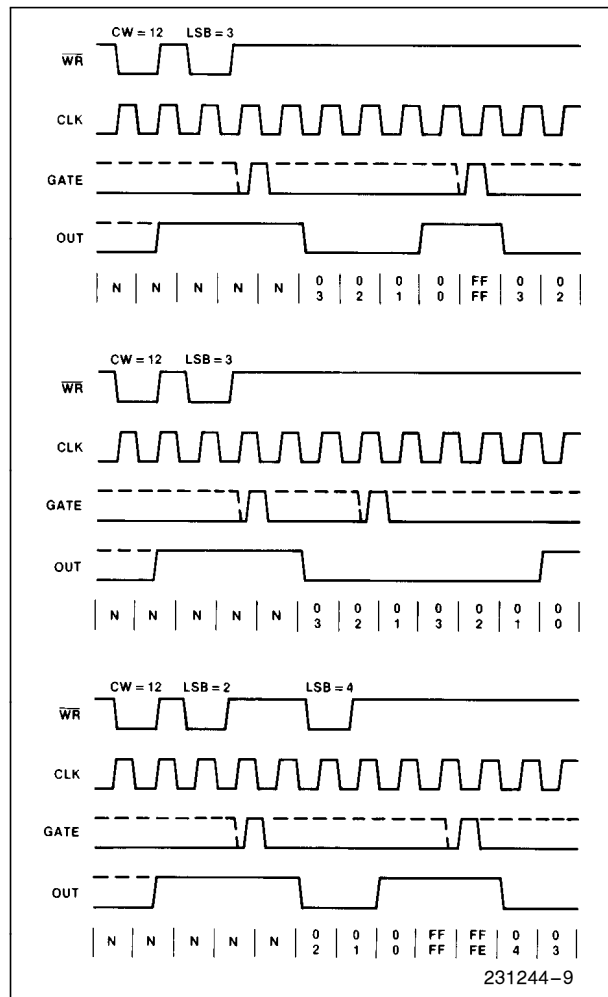 CW = 12 LSB = 3
WR
CLK
GATE
OUT
N N N N N 0 0 0 0 FF 0 0
3 2 1 0 FF 3 2
CW = 12 LSB = 3
WR
CLK
GATE
OUT
N N N N N 0 0 0 0 0 0 0
3 2 1 3 2 1 0
CW = 12 LSB = 2 LSB = 4
WR
CLK
GATE
OUT
N N N N N 0 0 0 FF FF 0 0
2 1 0 FF FE 4 3
231244–9